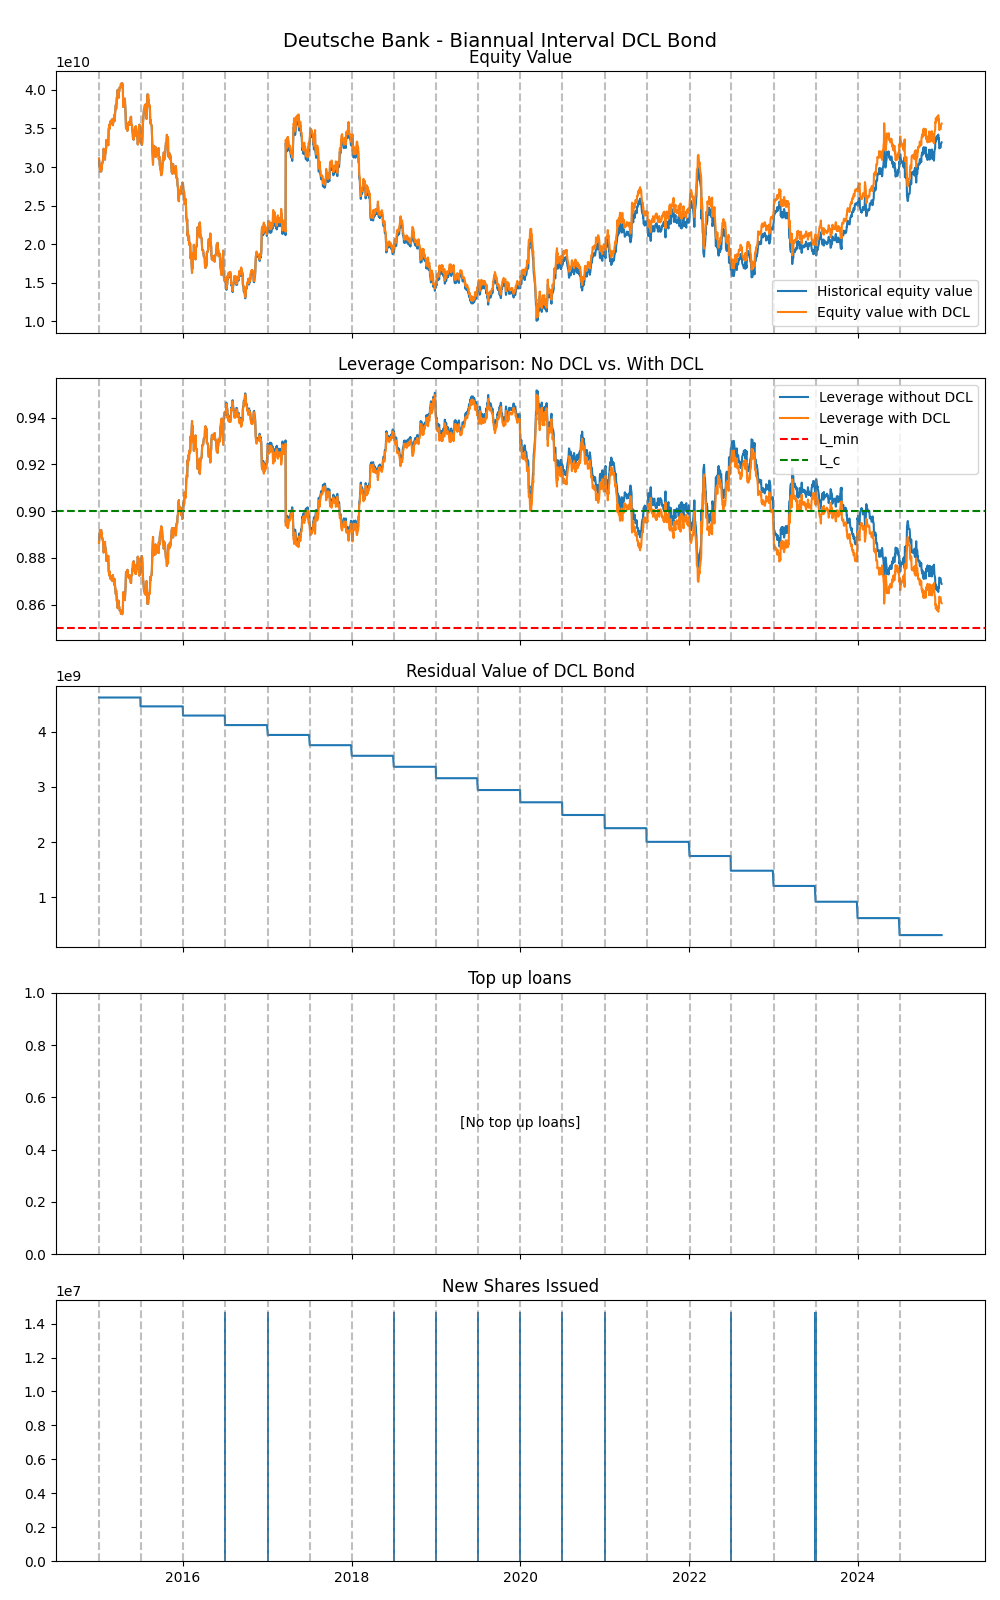 Deutsche Bank - Biannual Interval DCL Bond
Equity Value
1e10
4.0
3.5
3.0
2.5
2.0
1.5
1.0
Historical equity value
Equity value with DCL
Leverage Comparison: No DCL vs. With DCL
0.94
0.92
0.90
0.88
0.86
Leverage without DCL
Leverage with DCL
L_min
L_c
Residual Value of DCL Bond
1e9
4
3
2
1
Top up loans
1.0
0.8
0.6
0.4
0.2
0.0
[No top up loans]
New Shares Issued
1e7
1.4
1.2
1.0
0.8
0.6
0.4
0.2
0.0
2016 2018 2020 2022 2024